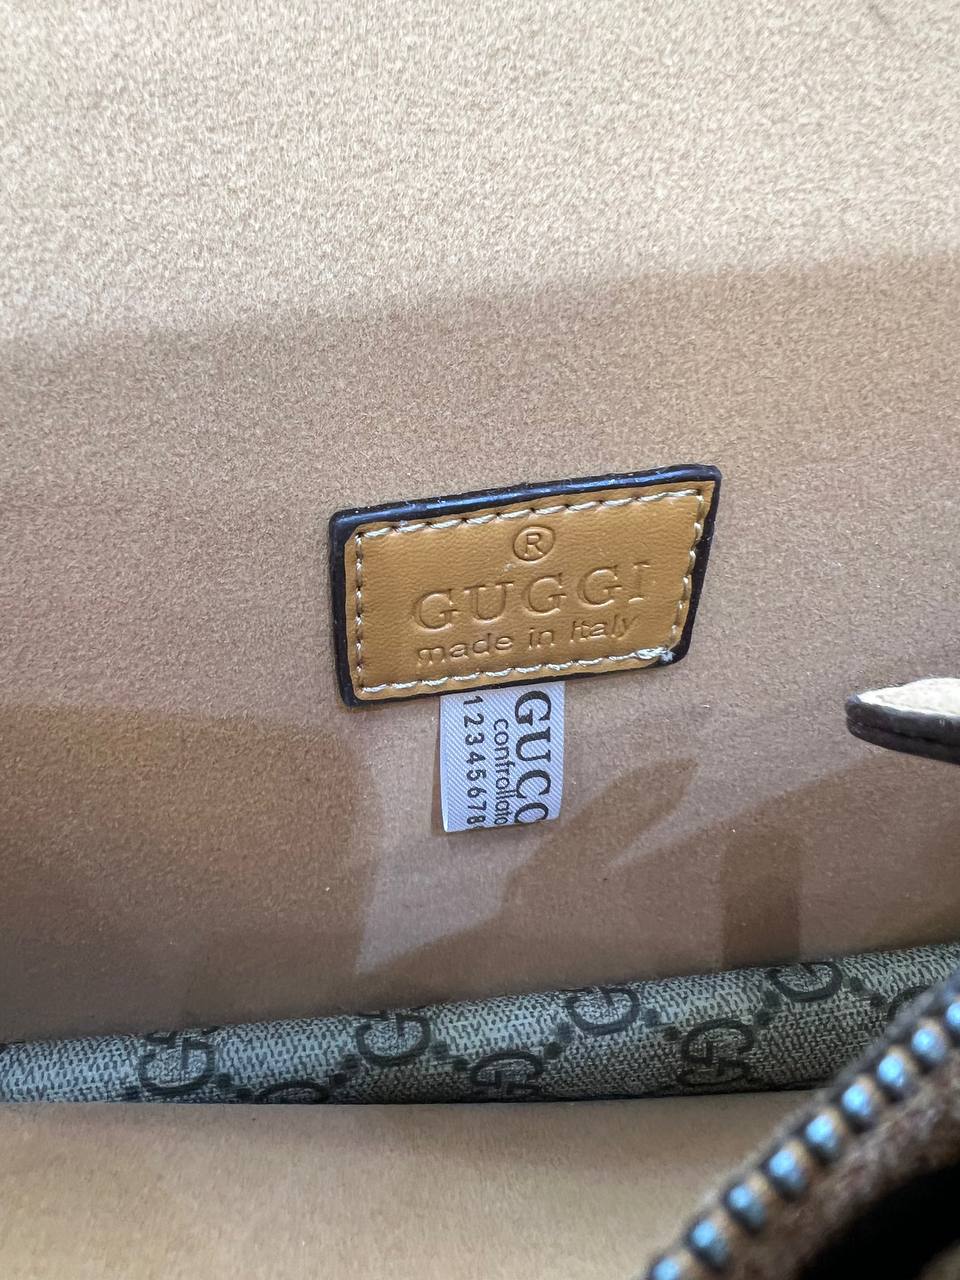 ®
GUGGI
made in Italy
GUCC
controllato
12345678